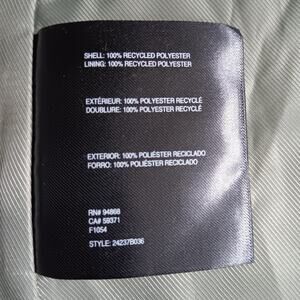 SHELL: 100% RECYCLED POLYESTER
LINING: 100% RECYCLED POLYESTER
EXTÉRIEUR: 100% POLYESTER RECYCLÉ
DOUBLURE: 100% POLYESTER RECYCLÉ
EXTERIOR: 100% POLIÉSTER RECICLADO
FORRO: 100% POLIÉSTER RECICLADO
RN# 94868
CA# 59371
F1054
STYLE: 24237B036